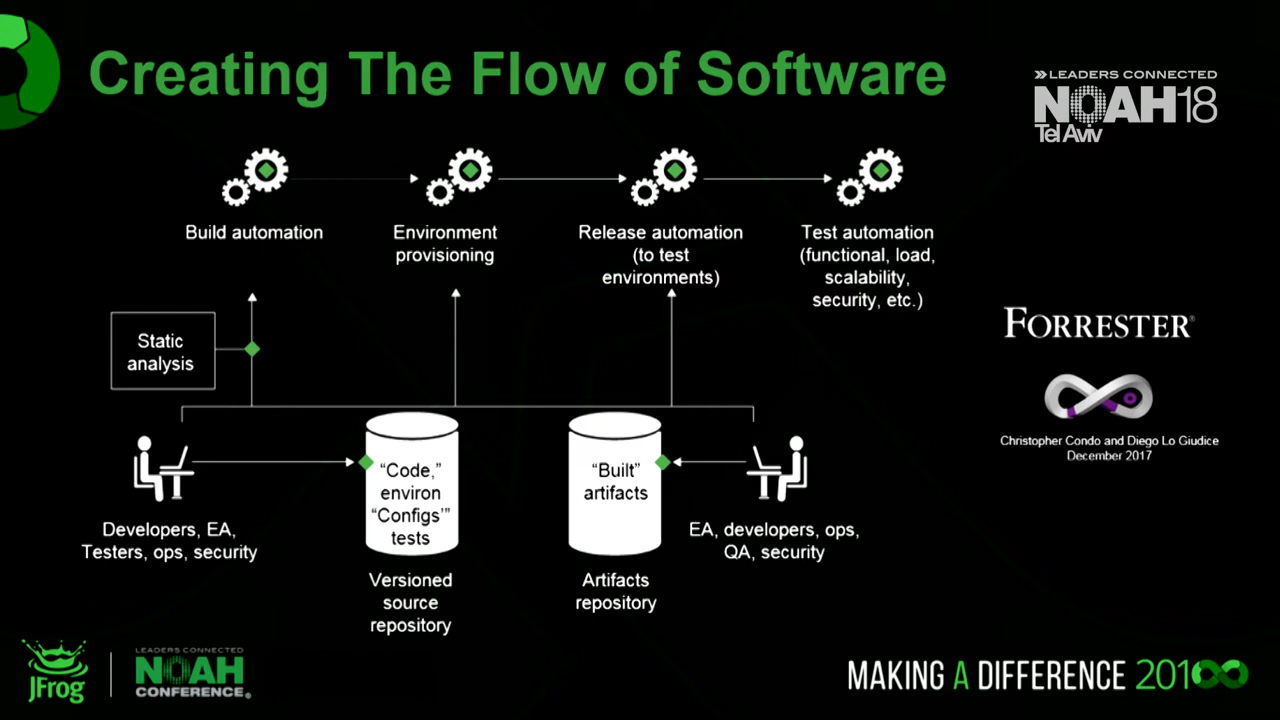 Creating The Flow of Software
LEADERS CONNECTED
NOAH18
Tel Aviv
Build automation
Environment
provisioning
Release automation
(to test
environments)
Test automation
(functional, load,
scalability,
security, etc.)
Static
analysis
FORRESTER®
Christopher Condo and Diego Lo Giudice
December 2017
“Code,”
environ
“Configs’”
tests
“Built”
artifacts
Developers, EA,
Testers, ops, security
EA, developers, ops,
QA, security
Versioned
source
repository
Artifacts
repository
JFrog
LEADERS CONNECTED
NOAH
CONFERENCE®
MAKING A DIFFERENCE 2018